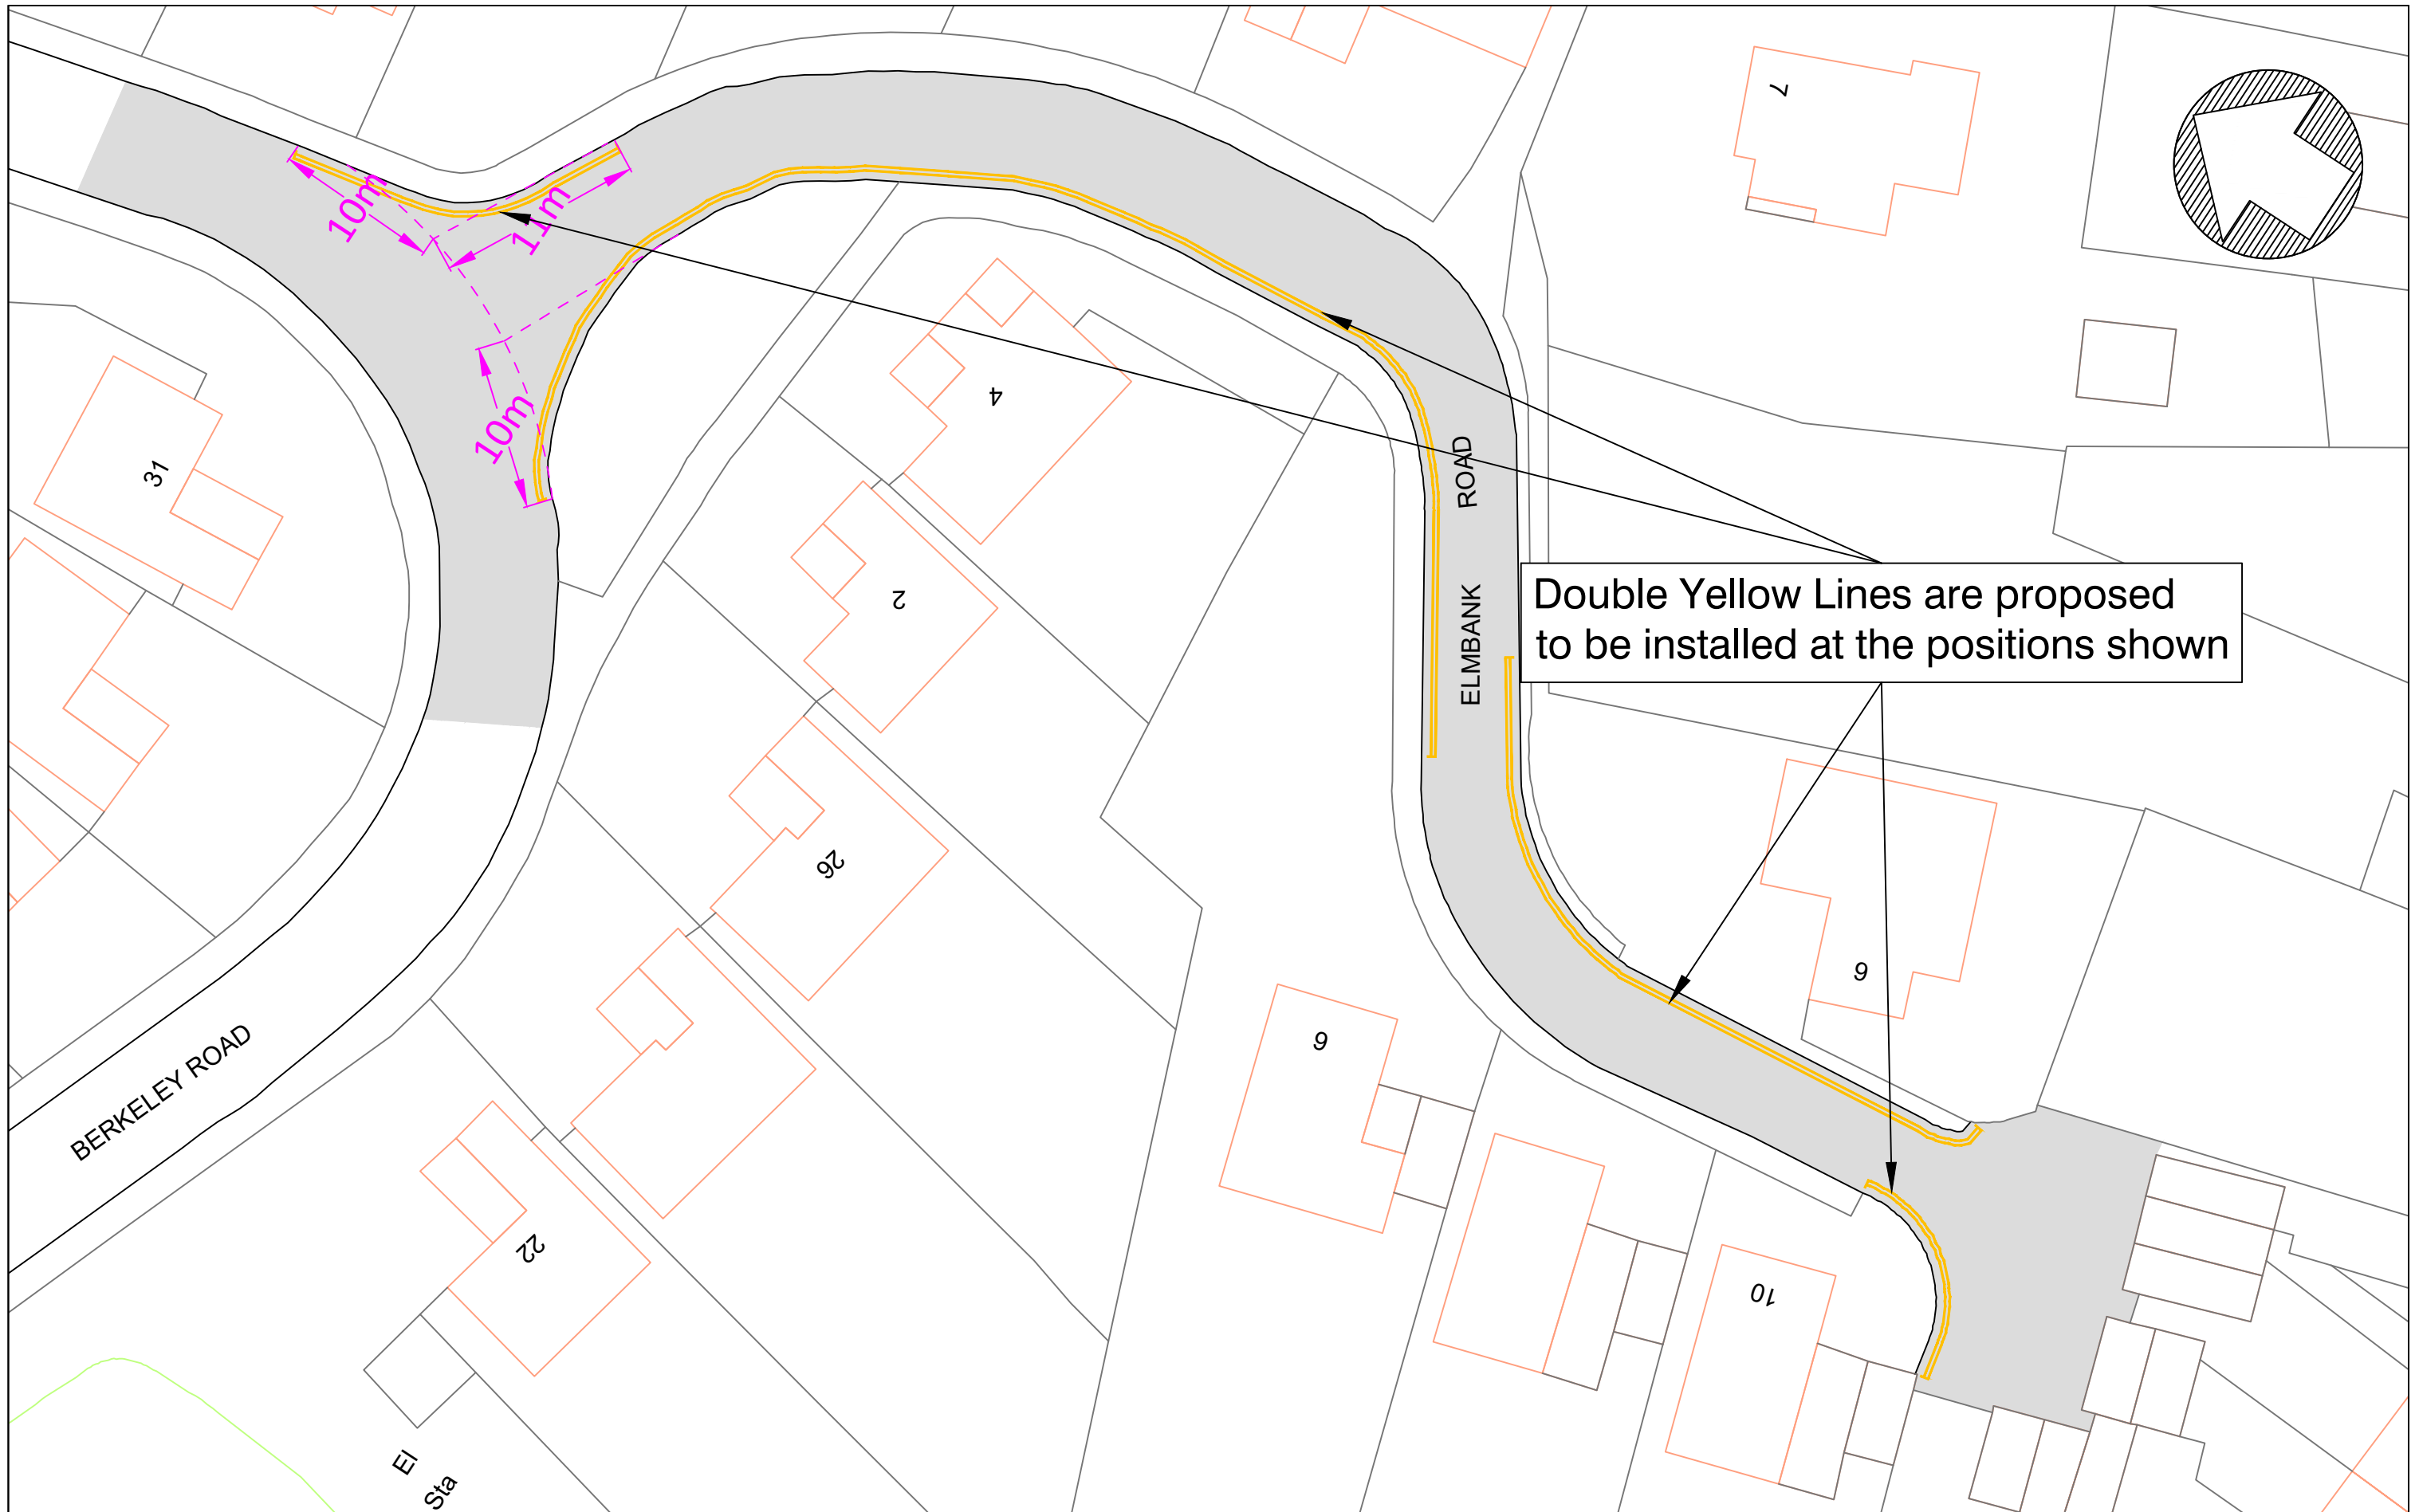 7
10m
11m
10m
31
4
2
ROAD
ELMBANK
Double Yellow Lines are proposed
to be installed at the positions shown
26
9
6
BERKELEY ROAD
22
10
El
Sta